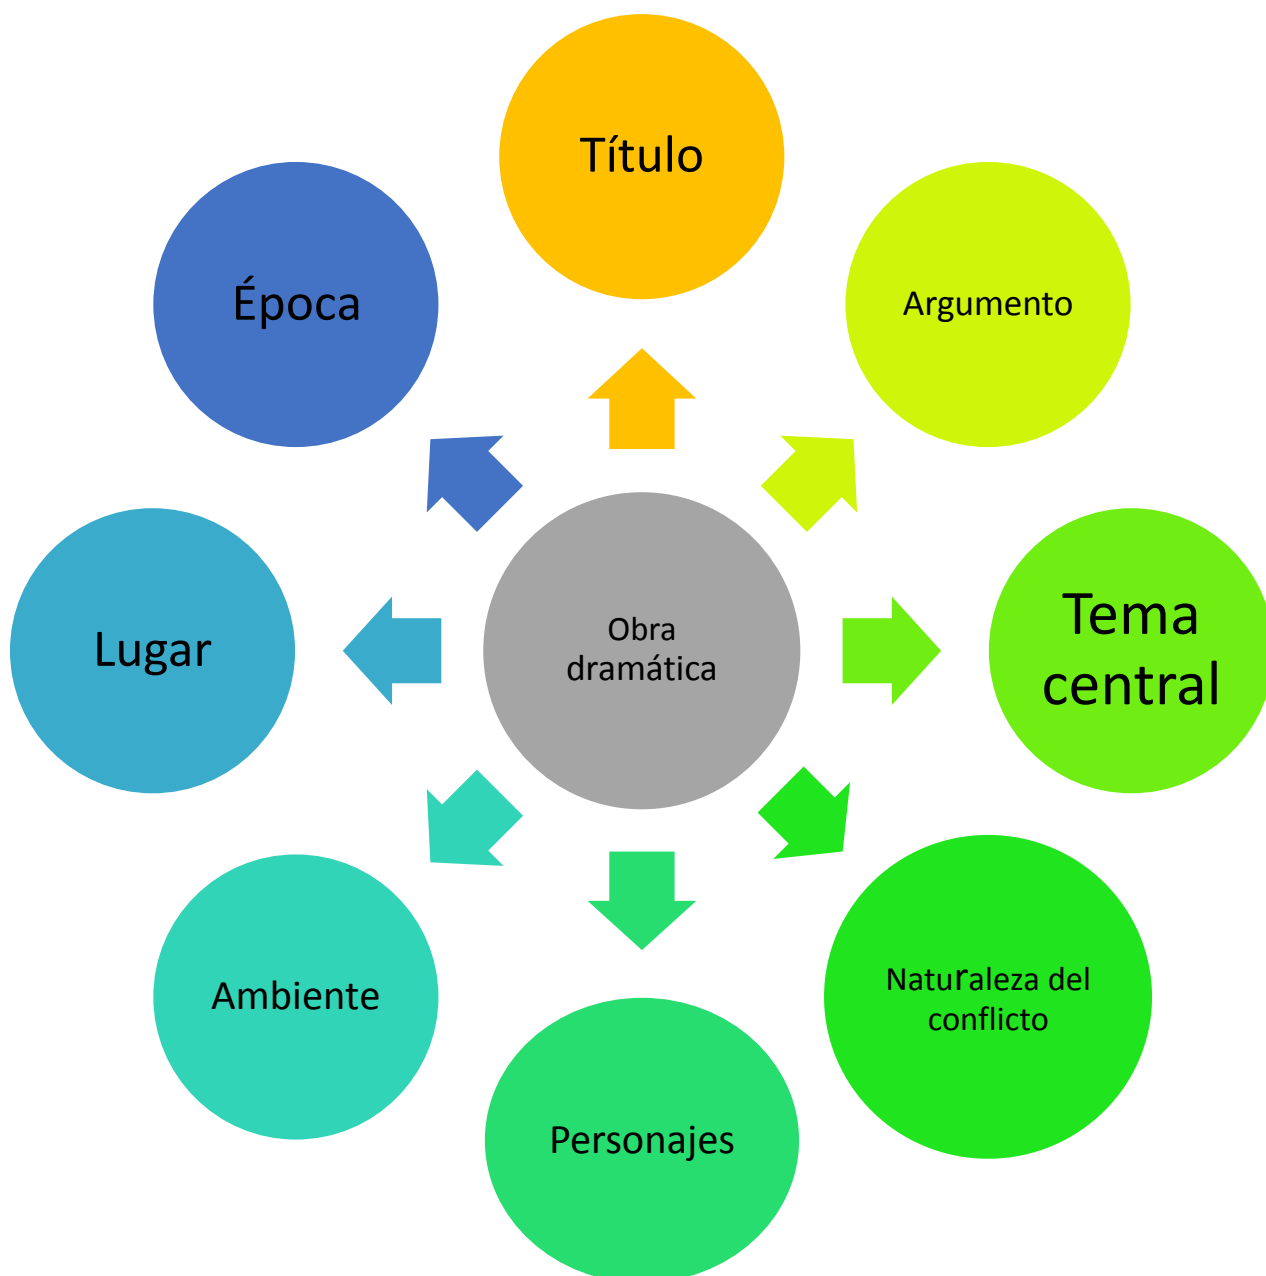 Título
Época
Argumento
Lugar
Obra
dramática
Tema
central
Ambiente
Naturaleza del
conflicto
Personajes